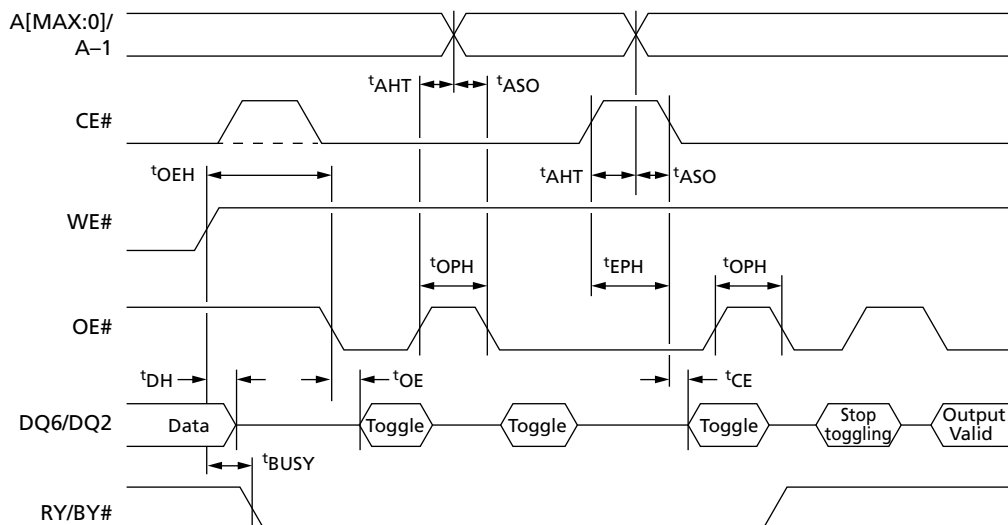 A[MAX:0]/
A–1
tAHT
tASO
CE#
tOEH
tAHT
tASO
WE#
tOPH
tEPH
tOPH
OE#
tDH
tOE
tCE
DQ6/DQ2
Data
Toggle
Toggle
Toggle
Stop
toggling
Output
Valid
tBUSY
RY/BY#